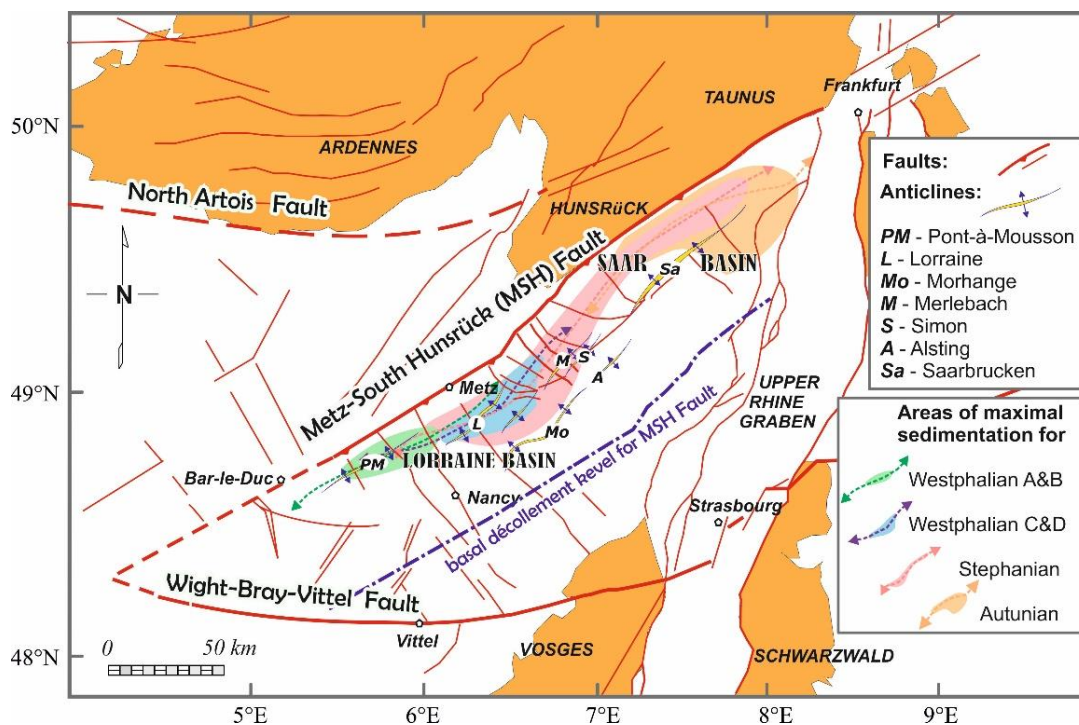 Frankfurt
TAUNUS
50°N
ARDENNES
North Artois Fault
HUNSRüCK
Metz-South Hunsrück (MSH) Fault
SAAR BASIN
Sa
N
M
S
A
49°N
Metz
L
Mo
UPPER
RHINE
GRABEN
PM
LORRAINE BASIN
Bar-le-Duc
Nancy
Strasbourg
basal décollement kevel for MSH Fault
Wight-Bray-Vittel Fault
Vittel
0 50 km
VOSGES
SCHWARZWALD
48°N
5°E 6°E 7°E 8°E 9°E
Faults:
Anticlines:
PM - Pont-à-Mousson
L - Lorraine
Mo - Morhange
M - Merlebach
S - Simon
A - Alsting
Sa - Saarbrucken
Areas of maximal
sedimentation for
Westphalian A&B
Westphalian C&D
Stephanian
Autunian